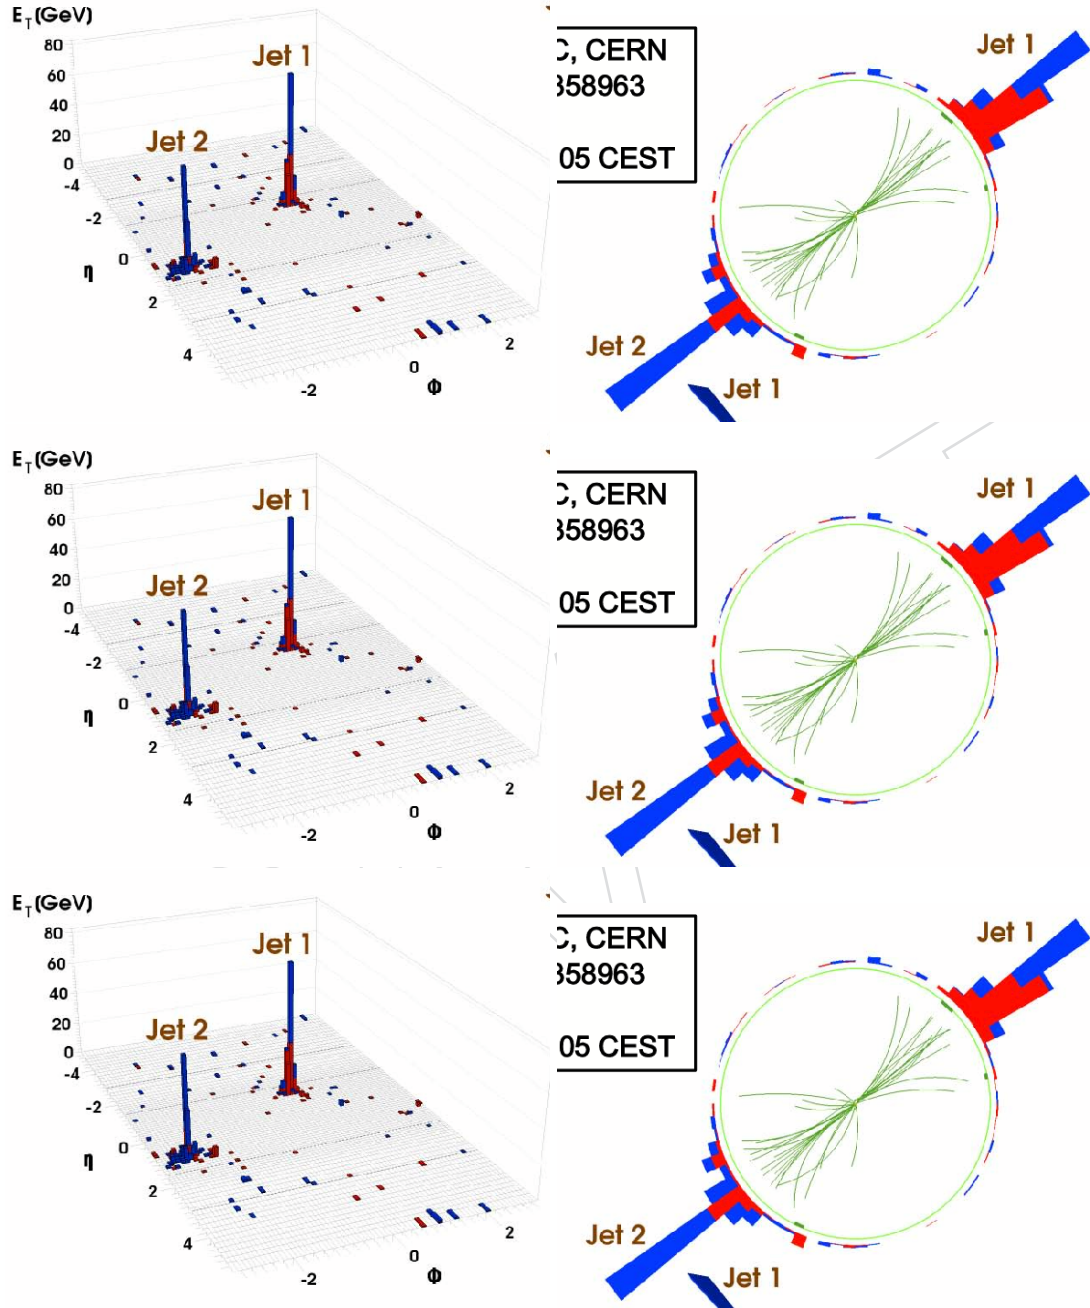 E_T(GeV)
80
60
40
20
0
-4
-2
0
2
4
η
-2
0
2
Φ
Jet 1
Jet 2
C, CERN
358963
05 CEST
Jet 1
Jet 2
Jet 1
E_T(GeV)
80
60
40
20
0
-4
-2
0
2
4
η
-2
0
2
Φ
Jet 1
Jet 2
C, CERN
358963
05 CEST
Jet 1
Jet 2
Jet 1
E_T(GeV)
80
60
40
20
0
-4
-2
0
2
4
η
-2
0
2
Φ
Jet 1
Jet 2
C, CERN
358963
05 CEST
Jet 1
Jet 2
Jet 1